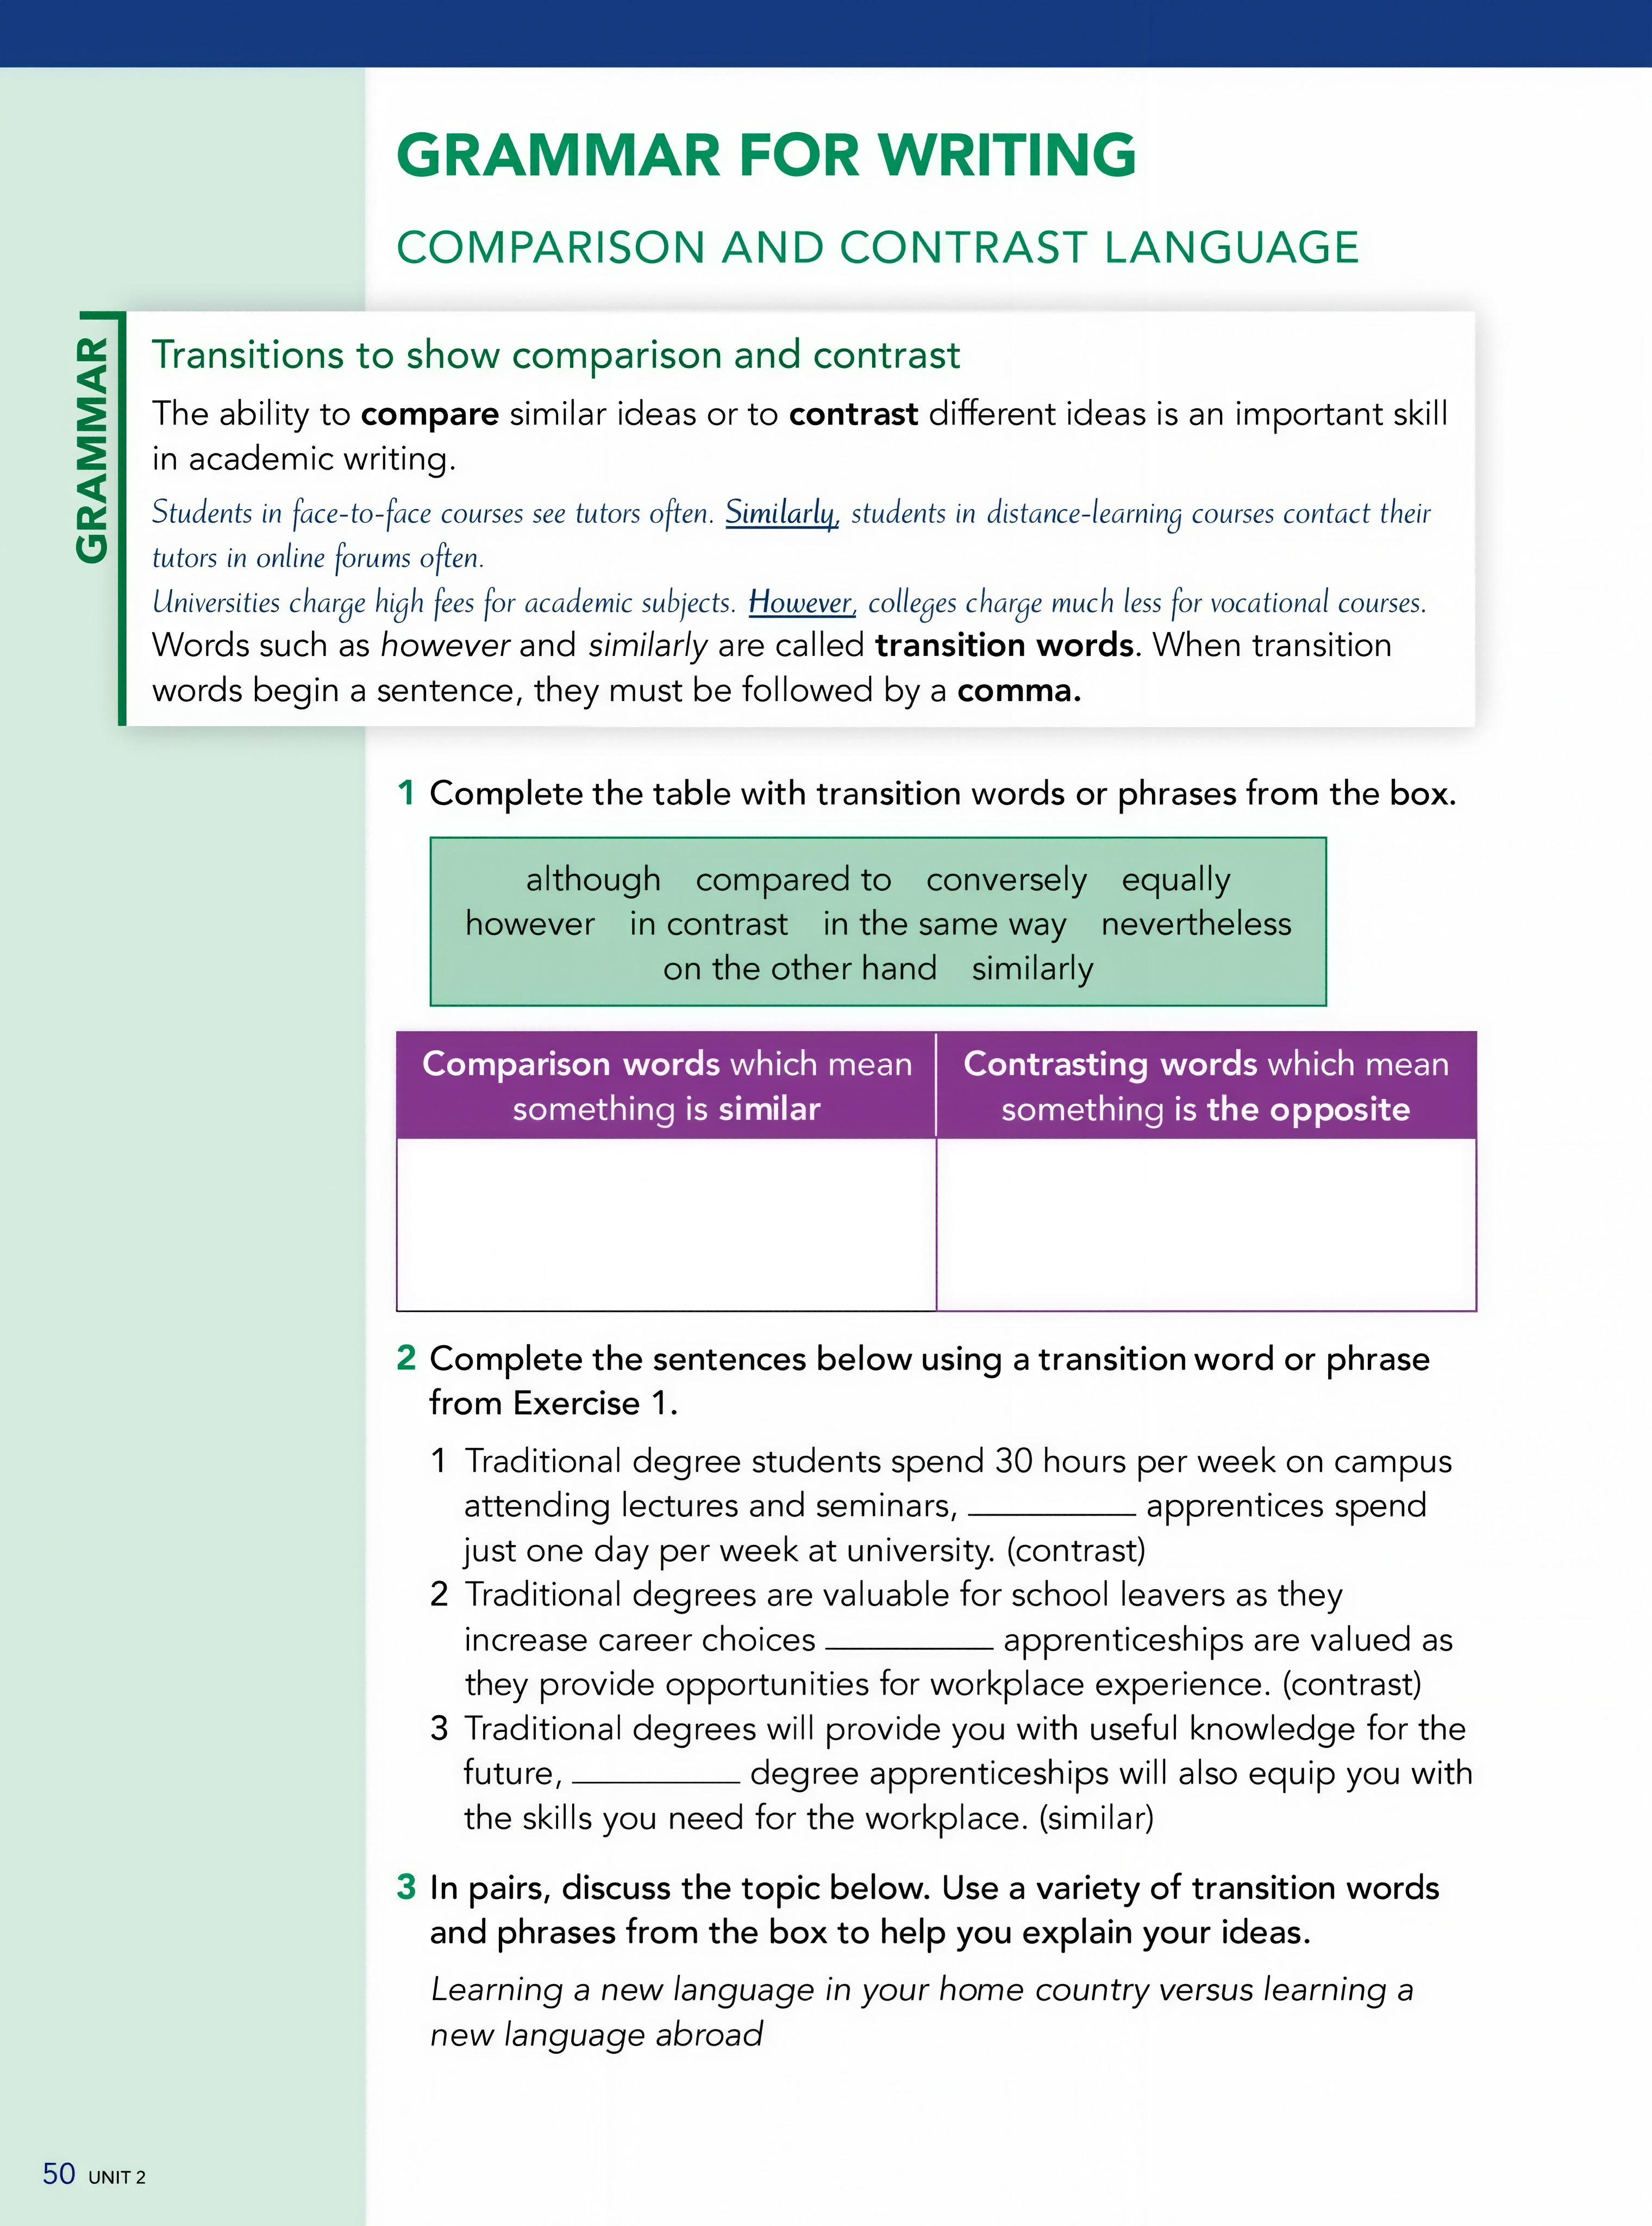 GRAMMAR FOR WRITING
COMPARISON AND CONTRAST LANGUAGE
GRAMMAR
Transitions to show comparison and contrast
The ability to compare similar ideas or to contrast different ideas is an important skill
in academic writing.
Students in face-to-face courses see tutors often. Similarly, students in distance-learning courses contact their
tutors in online forums often.
Universities charge high fees for academic subjects. However, colleges charge much less for vocational courses.
Words such as however and similarly are called transition words. When transition
words begin a sentence, they must be followed by a comma.
1 Complete the table with transition words or phrases from the box.
although compared to conversely equally
however in contrast in the same way nevertheless
on the other hand similarly
Comparison words which mean
something is similar
Contrasting words which mean
something is the opposite
2 Complete the sentences below using a transition word or phrase
from Exercise 1.
1 Traditional degree students spend 30 hours per week on campus
attending lectures and seminars, __________ apprentices spend
just one day per week at university. (contrast)
2 Traditional degrees are valuable for school leavers as they
increase career choices __________ apprenticeships are valued as
they provide opportunities for workplace experience. (contrast)
3 Traditional degrees will provide you with useful knowledge for the
future, __________ degree apprenticeships will also equip you with
the skills you need for the workplace. (similar)
3 In pairs, discuss the topic below. Use a variety of transition words
and phrases from the box to help you explain your ideas.
Learning a new language in your home country versus learning a
new language abroad
50 UNIT 2